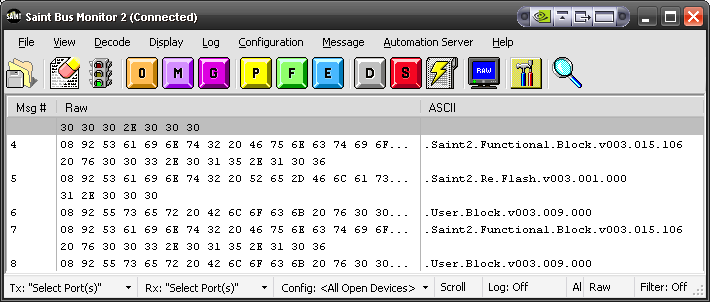 SAINT Saint Bus Monitor 2 (Connected)
File View Decode Display Log Configuration Message Automation Server Help
O M G P F E D S RAW
Msg # Raw ASCII
30 30 30 2E 30 30 30
4 08 92 53 61 69 6E 74 32 20 46 75 6E 63 74 69 6F... .Saint2.Functional.Block.v003.015.106
20 76 30 30 33 2E 30 31 35 2E 31 30 36
5 08 92 53 61 69 6E 74 32 20 52 65 2D 46 6C 61 73... .Saint2.Re.Flash.v003.001.000
31 2E 30 30 30
6 08 92 55 73 65 72 20 42 6C 6F 63 6B 20 76 30 30... .User.Block.v003.009.000
7 08 92 53 61 69 6E 74 32 20 46 75 6E 63 74 69 6F... .Saint2.Functional.Block.v003.015.106
20 76 30 30 33 2E 30 31 35 2E 31 30 36
8 08 92 55 73 65 72 20 42 6C 6F 63 6B 20 76 30 30... .User.Block.v003.009.000
Tx: "Select Port(s)" Rx: "Select Port(s)" Config: <All Open Devices> Scroll Log: Off Al Raw Filter: Off